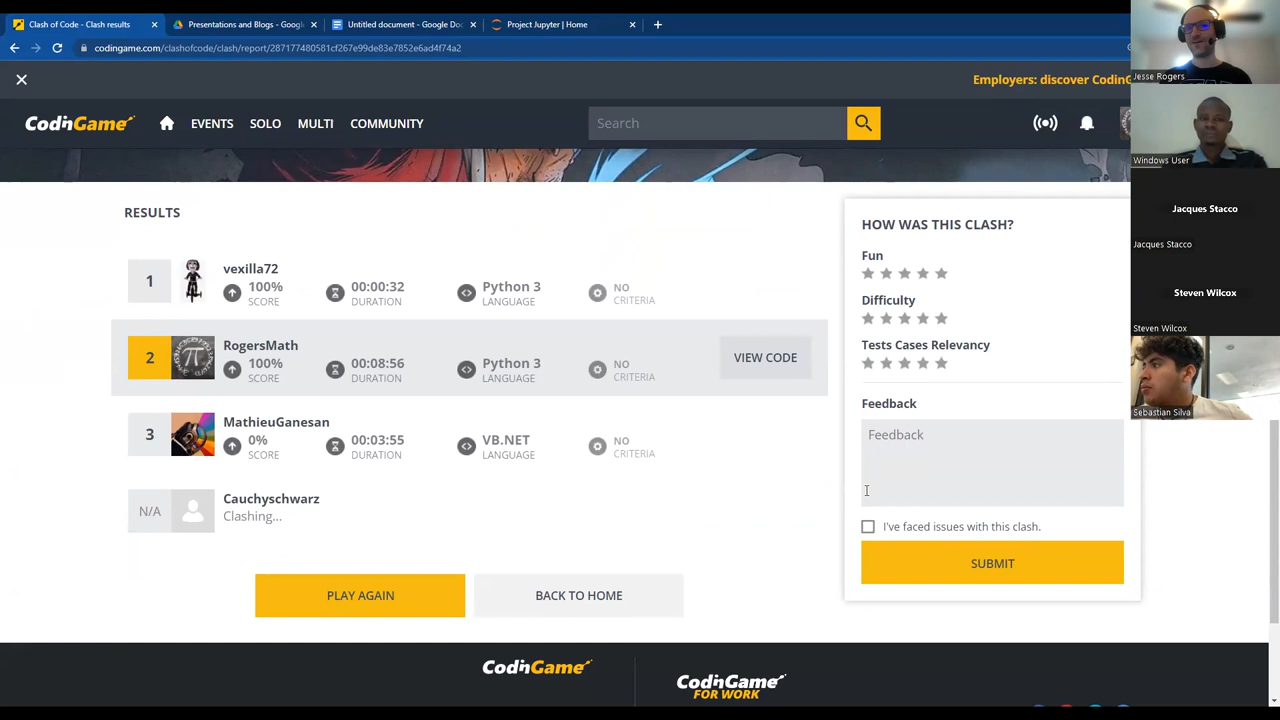 Clash of Code - Clash results
Presentations and Blogs - Googl
Untitled document - Google Doc
Project Jupyter | Home
codingame.com/clashofcode/clash/report/287177480581cf267e99de83e7852e6ad4f74a2
Employers: discover CodinG
CodinGame
EVENTS
SOLO
MULTI
COMMUNITY
Search
RESULTS
1
vexilla72
100%
SCORE
00:00:32
DURATION
Python 3
LANGUAGE
NO
CRITERIA
2
RogersMath
100%
SCORE
00:08:56
DURATION
Python 3
LANGUAGE
NO
CRITERIA
VIEW CODE
3
MathieuGanesan
0%
SCORE
00:03:55
DURATION
VB.NET
LANGUAGE
NO
CRITERIA
N/A
Cauchyschwarz
Clashing...
PLAY AGAIN
BACK TO HOME
HOW WAS THIS CLASH?
Fun
Difficulty
Tests Cases Relevancy
Feedback
Feedback
I've faced issues with this clash.
SUBMIT
CodinGame
CodinGame
FOR WORK
Jesse Rogers
Windows User
Jacques Stacco
Jacques Stacco
Steven Wilcox
Steven Wilcox
Sebastian Silva